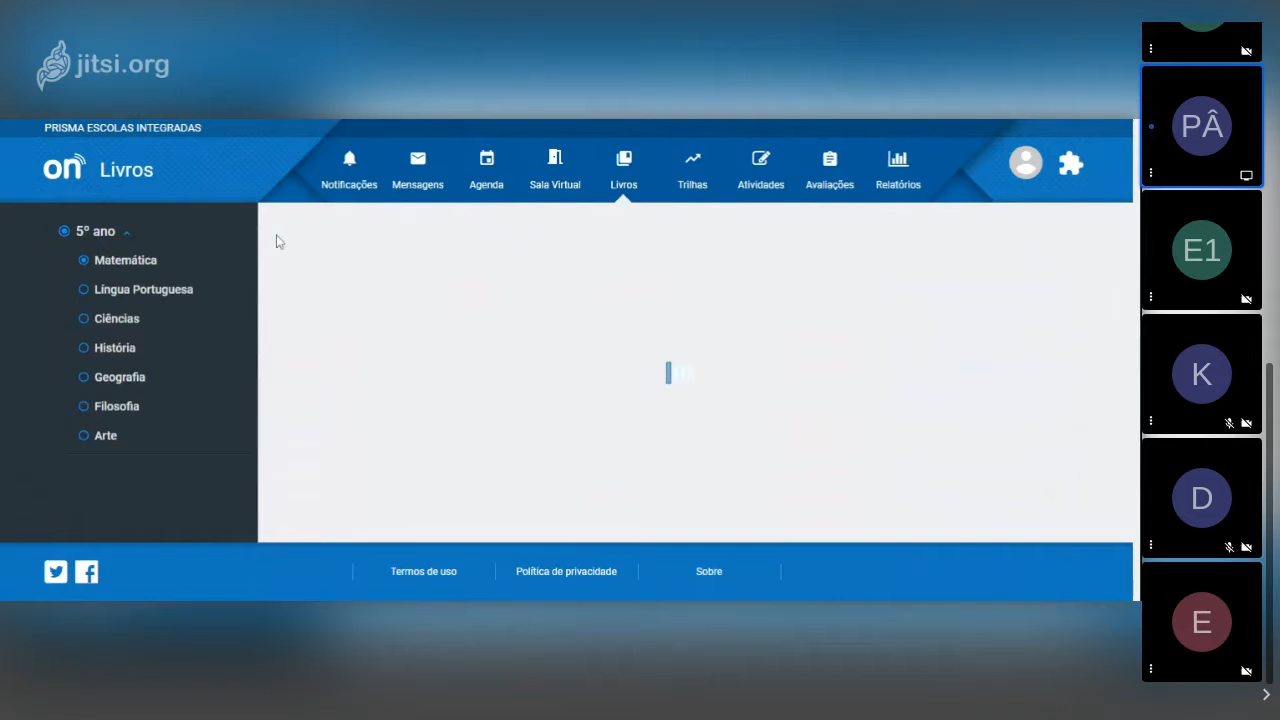 jitsi.org
PRISMA ESCOLAS INTEGRADAS
on Livros
Notificações Mensagens Agenda Sala Virtual Livros Trilhas Atividades Avaliações Relatórios
5º ano
Matemática
Língua Portuguesa
Ciências
História
Geografia
Filosofia
Arte
Termos de uso Política de privacidade Sobre
PÂ
E1
K
D
E